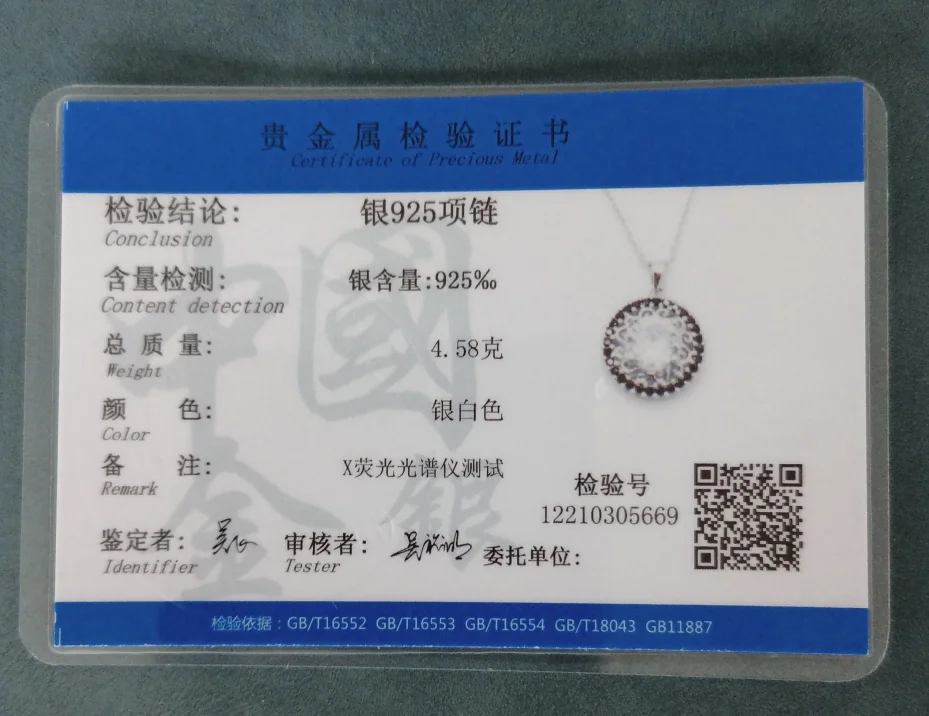 贵金属检验证书
Certificate of Precious Metal
检验结论: 银925项链
Conclusion
含量检测: 银含量:925‰
Content detection
总质量: 4.58克
Weight
颜色: 银白色
Color
备注: X荧光光谱仪测试
Remark
检验号
12210305669
鉴定者: 审核者: 委托单位:
Identifier Tester
检验依据：GB/T16552 GB/T16553 GB/T16554 GB/T18043 GB11887
中國
金銀